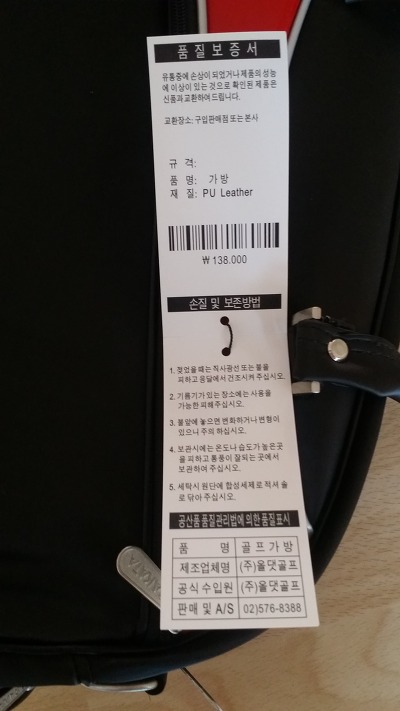 품질보증서
유통중에 손상이 되었거나 제품의 성능
에 이상이 있는 것으로 확인된 제품은
신품과 교환하여 드립니다.
교환장소: 구입판매점 또는 본사
규 격:
품 명: 가방
재 질: PU Leather
₩138.000
손질 및 보존방법
1. 젖었을 때는 직사광선 또는 불을
피하고 응달에서 건조시켜 주십시오.
2. 기름기가 있는 장소에는 사용을
가능한 피해주십시오.
3. 불앞에 놓으면 변화하거나 변형이
있으니 주의 하십시오.
4. 보관시에는 온도나 습도가 높은곳
을 피하고 통풍이 잘되는 곳에서
보관하여 주십시오.
5. 세탁시 원단에 합성세제로 적셔 솔
로 닦아 주십시오.
공산품 품질관리법에 의한 품질표시
품 명 골프가방
제조업체명 (주)올댓골프
공식 수입원 (주)올댓골프
판매 및 A/S 02)576-8388